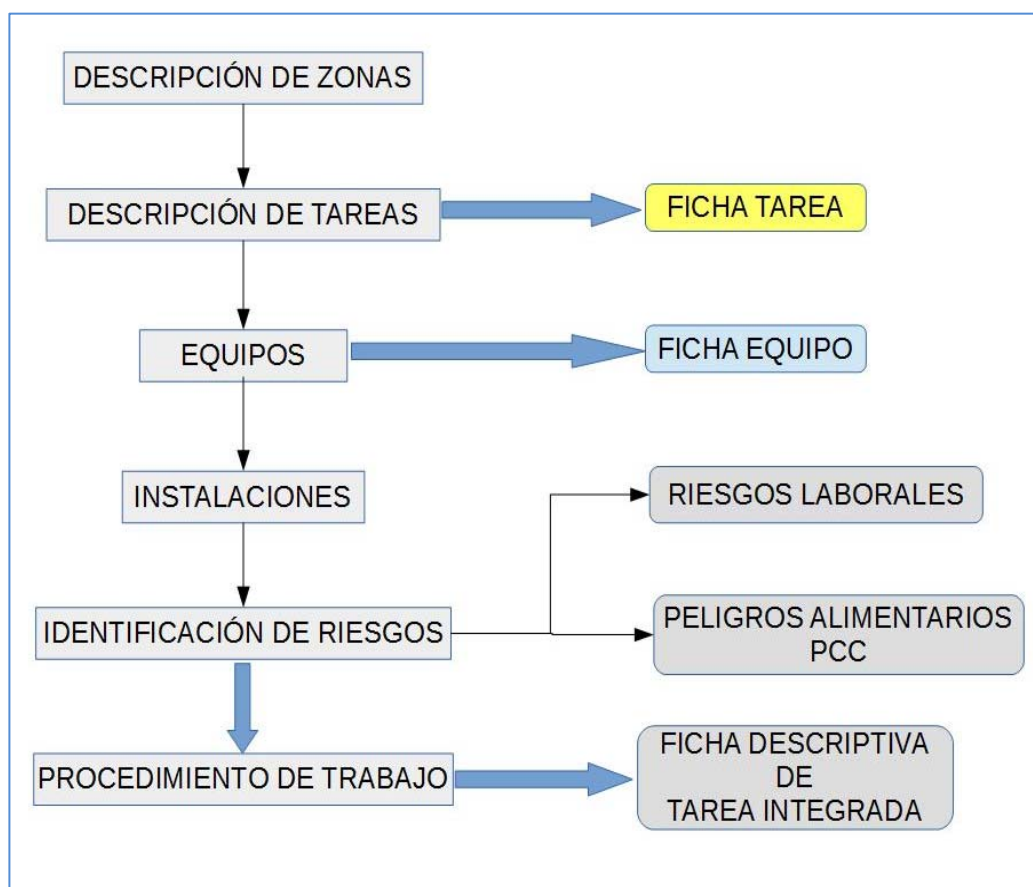 DESCRIPCIÓN DE ZONAS
DESCRIPCIÓN DE TAREAS
FICHA TAREA
EQUIPOS
FICHA EQUIPO
INSTALACIONES
RIESGOS LABORALES
IDENTIFICACIÓN DE RIESGOS
PELIGROS ALIMENTARIOS
PCC
PROCEDIMIENTO DE TRABAJO
FICHA DESCRIPTIVA
DE
TAREA INTEGRADA